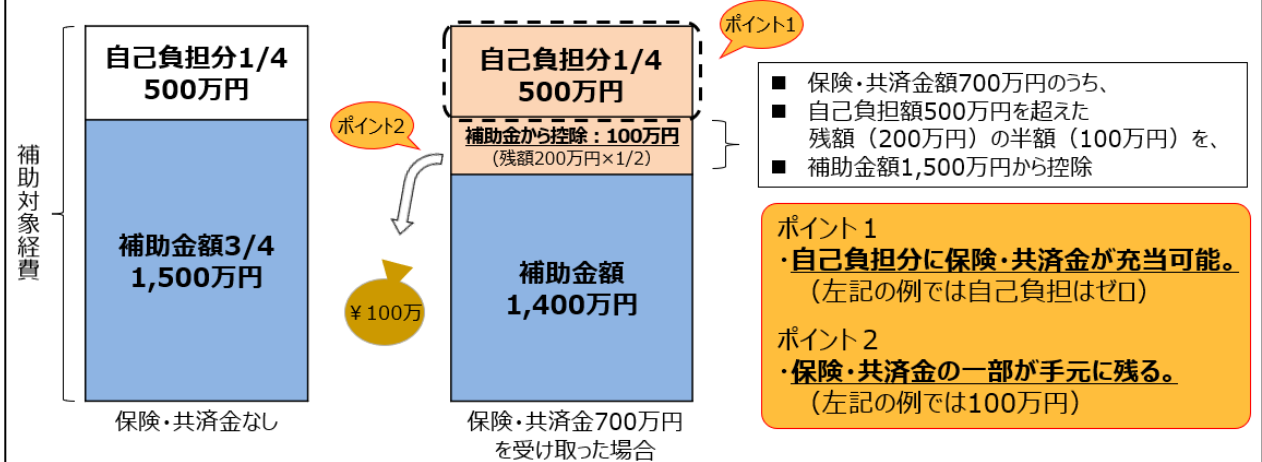 補助対象経費
自己負担分1/4
500万円
補助金額3/4
1,500万円
保険・共済金なし
ポイント1
自己負担分1/4
500万円
ポイント2
補助金から控除：100万円
(残額200万円×1/2)
￥100万
補助金額
1,400万円
保険・共済金700万円
を受け取った場合
■ 保険・共済金額700万円のうち、
■ 自己負担額500万円を超えた
残額（200万円）の半額（100万円）を、
■ 補助金額1,500万円から控除
ポイント１
・自己負担分に保険・共済金が充当可能。
（左記の例では自己負担はゼロ）
ポイント２
・保険・共済金の一部が手元に残る。
（左記の例では100万円）